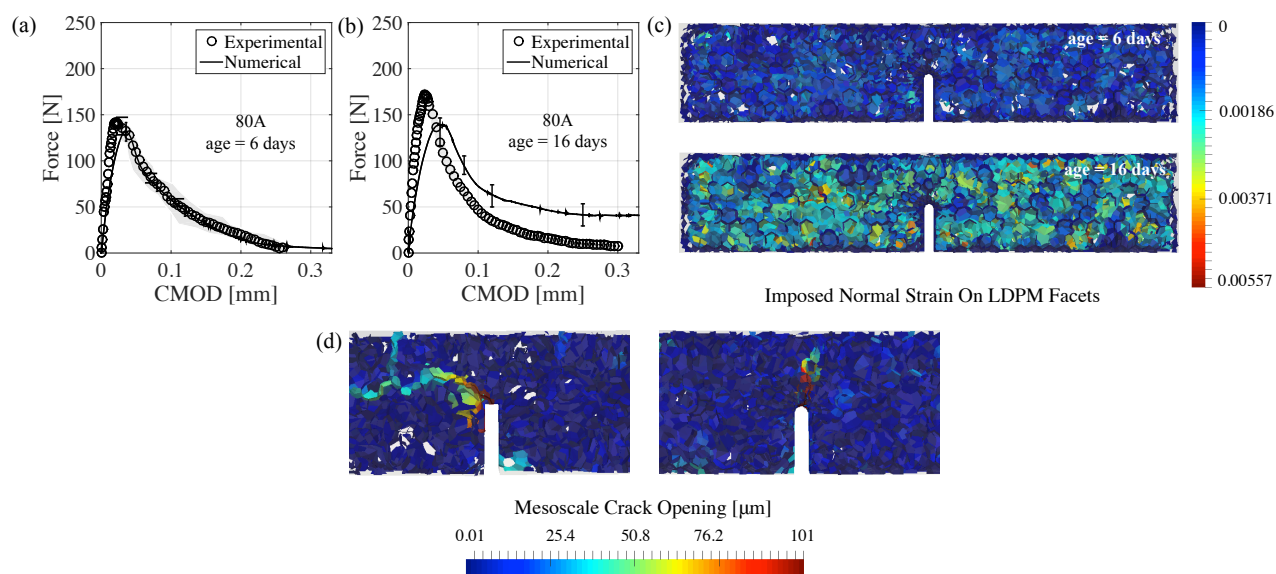 (a)
250
200
150
100
50
0
Force [N]
Experimental
Numerical
80A
age = 6 days
0
0.1
0.2
0.3
CMOD [mm]
(b)
250
200
150
100
50
0
Force [N]
Experimental
Numerical
80A
age = 16 days
0
0.1
0.2
0.3
CMOD [mm]
(c)
age = 6 days
age = 16 days
0
0.00186
0.00371
0.00557
Imposed Normal Strain On LDPM Facets
(d)
Mesoscale Crack Opening [μm]
0.01 25.4 50.8 76.2 101